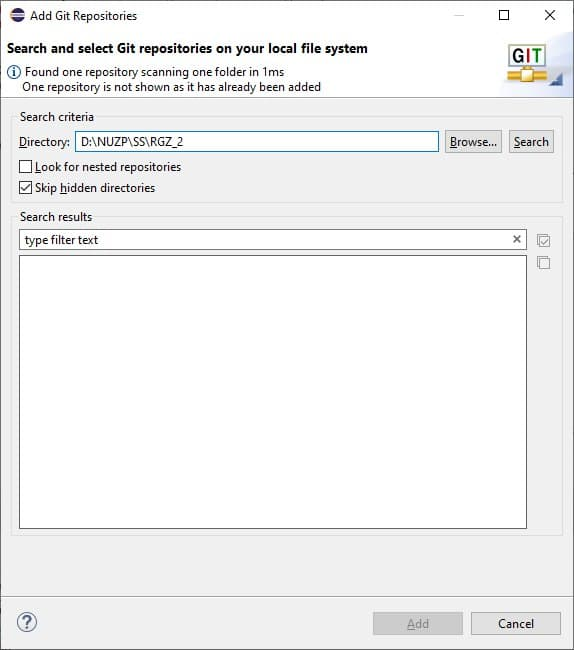 Add Git Repositories
Search and select Git repositories on your local file system
GIT
Found one repository scanning one folder in 1ms
One repository is not shown as it has already been added
Search criteria
Directory: D:\NUZP\SS\RGZ_2 Browse... Search
Look for nested repositories
Skip hidden directories
Search results
type filter text
Add Cancel